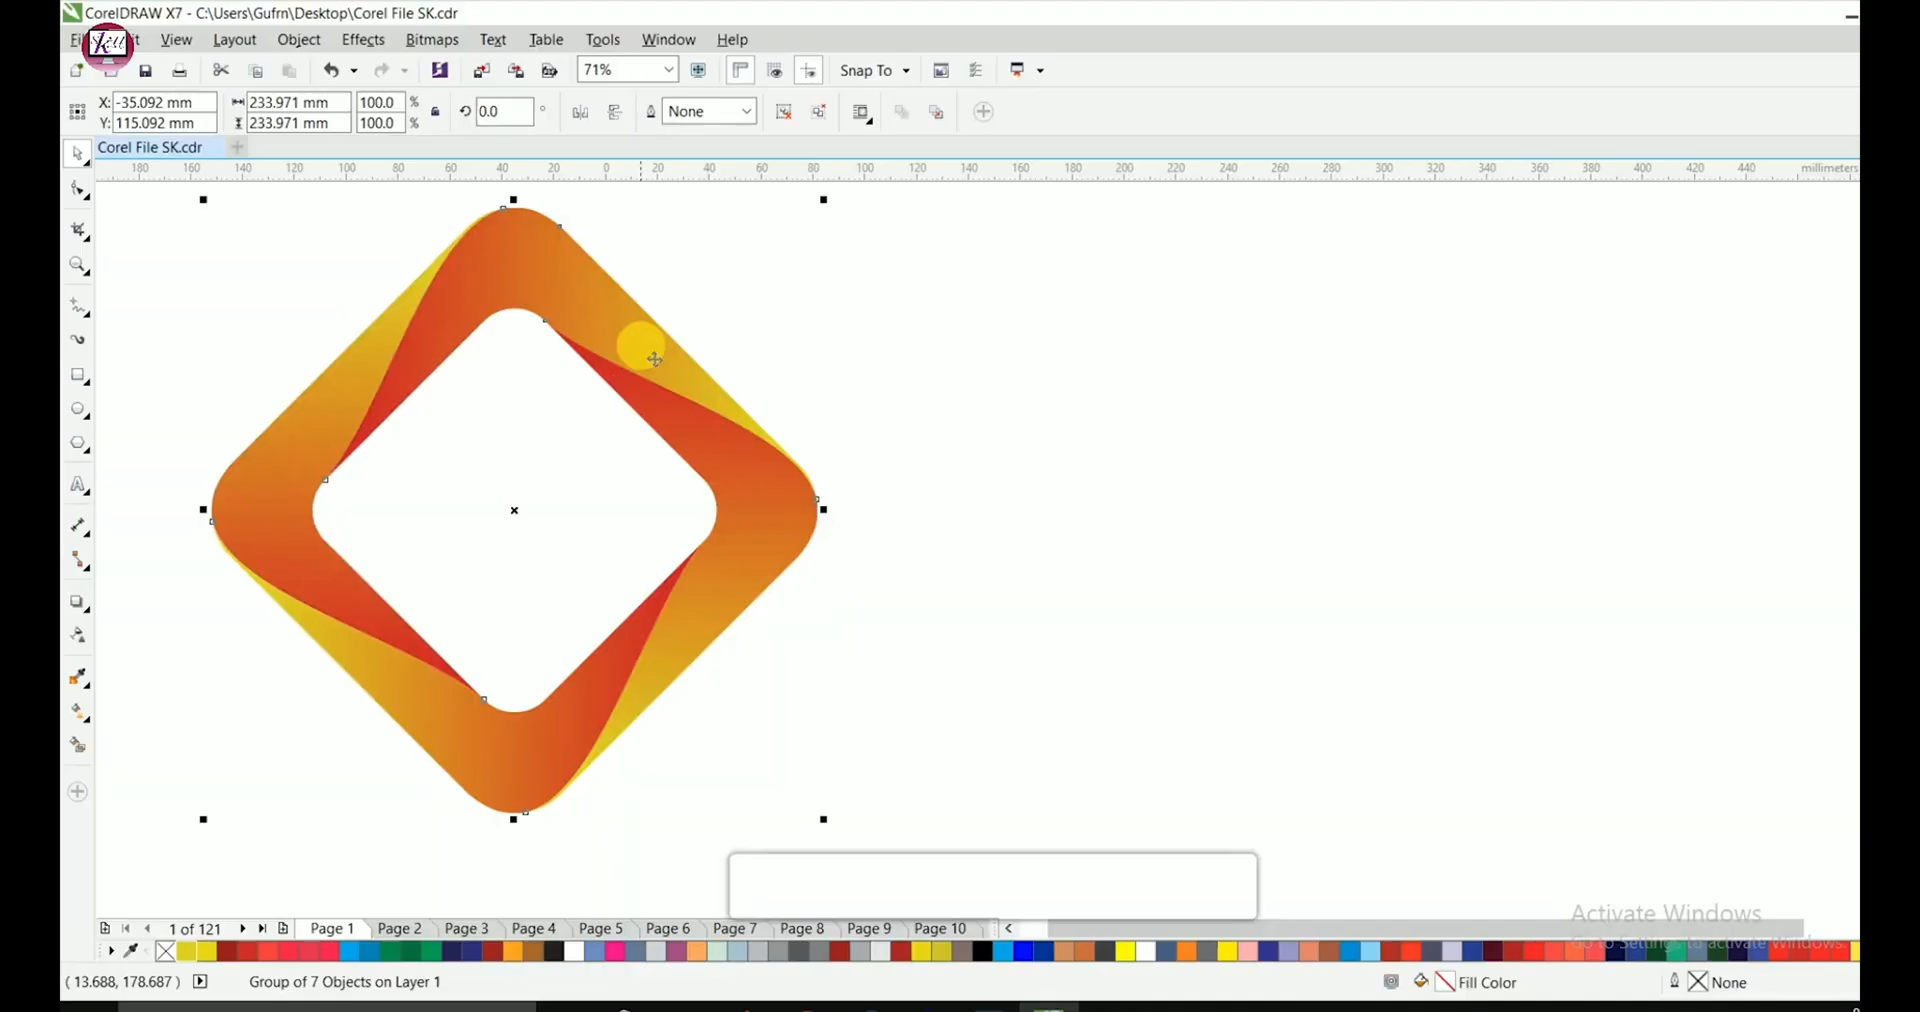 CorelDRAW X7 - C:\Users\Gufrn\Desktop\Corel File SK.cdr
View Layout Object Effects Bitmaps Text Table Tools Window Help
71% Snap To
X: -35.092 mm 233.971 mm 100.0 % 0.0 ° None
Y: 115.092 mm 233.971 mm 100.0 %
Corel File SK.cdr
180 140 120 100 80 60 40 20 0 20 40 60 80 100 120 140 160 180 200 220 240 260 280 300 320 340 360 380 400 420 440 millimeters
1 of 121 Page 1 Page 2 Page 3 Page 4 Page 5 Page 6 Page 7 Page 8 Page 9 Page 10
Activate Windows
Go to Settings to activate Windows.
( 13.688, 178.687 ) Group of 7 Objects on Layer 1 Fill Color None